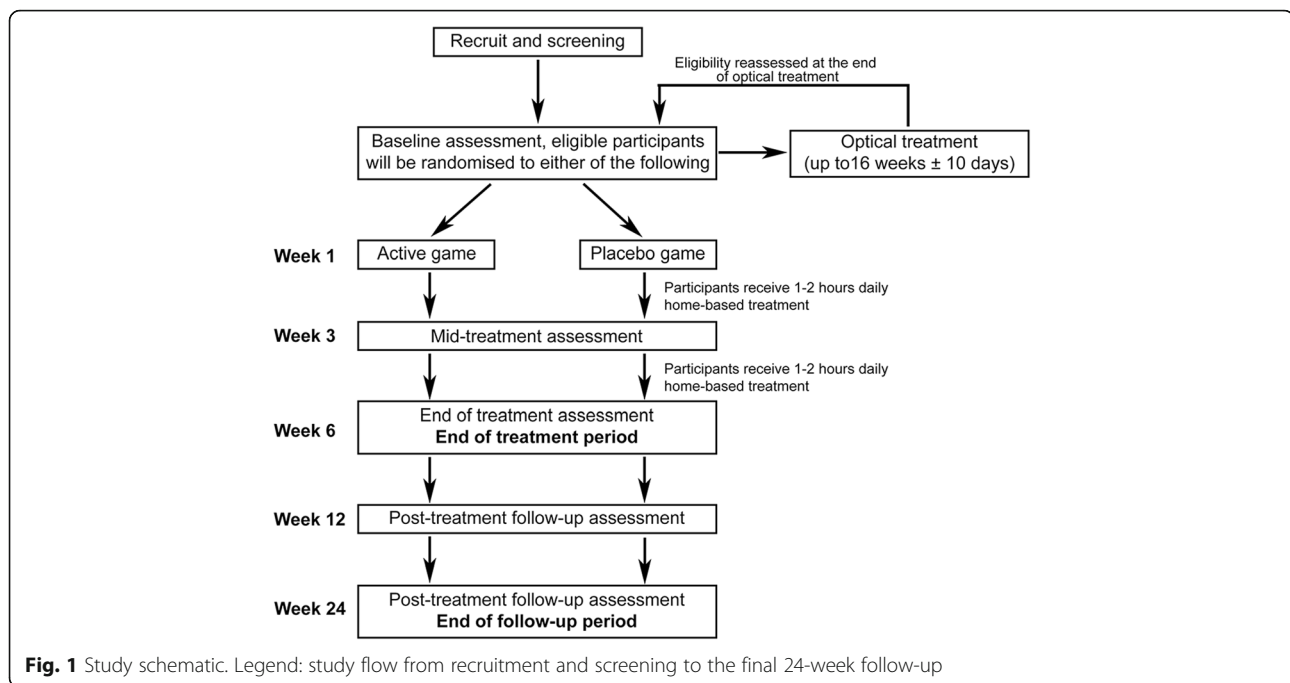 Recruit and screening
Eligibility reassessed at the end
of optical treatment
Baseline assessment, eligible participants
will be randomised to either of the following
Optical treatment
(up to16 weeks ± 10 days)
Week 1
Active game
Placebo game
Participants receive 1-2 hours daily
home-based treatment
Week 3
Mid-treatment assessment
Participants receive 1-2 hours daily
home-based treatment
Week 6
End of treatment assessment
End of treatment period
Week 12
Post-treatment follow-up assessment
Week 24
Post-treatment follow-up assessment
End of follow-up period
Fig. 1 Study schematic. Legend: study flow from recruitment and screening to the final 24-week follow-up